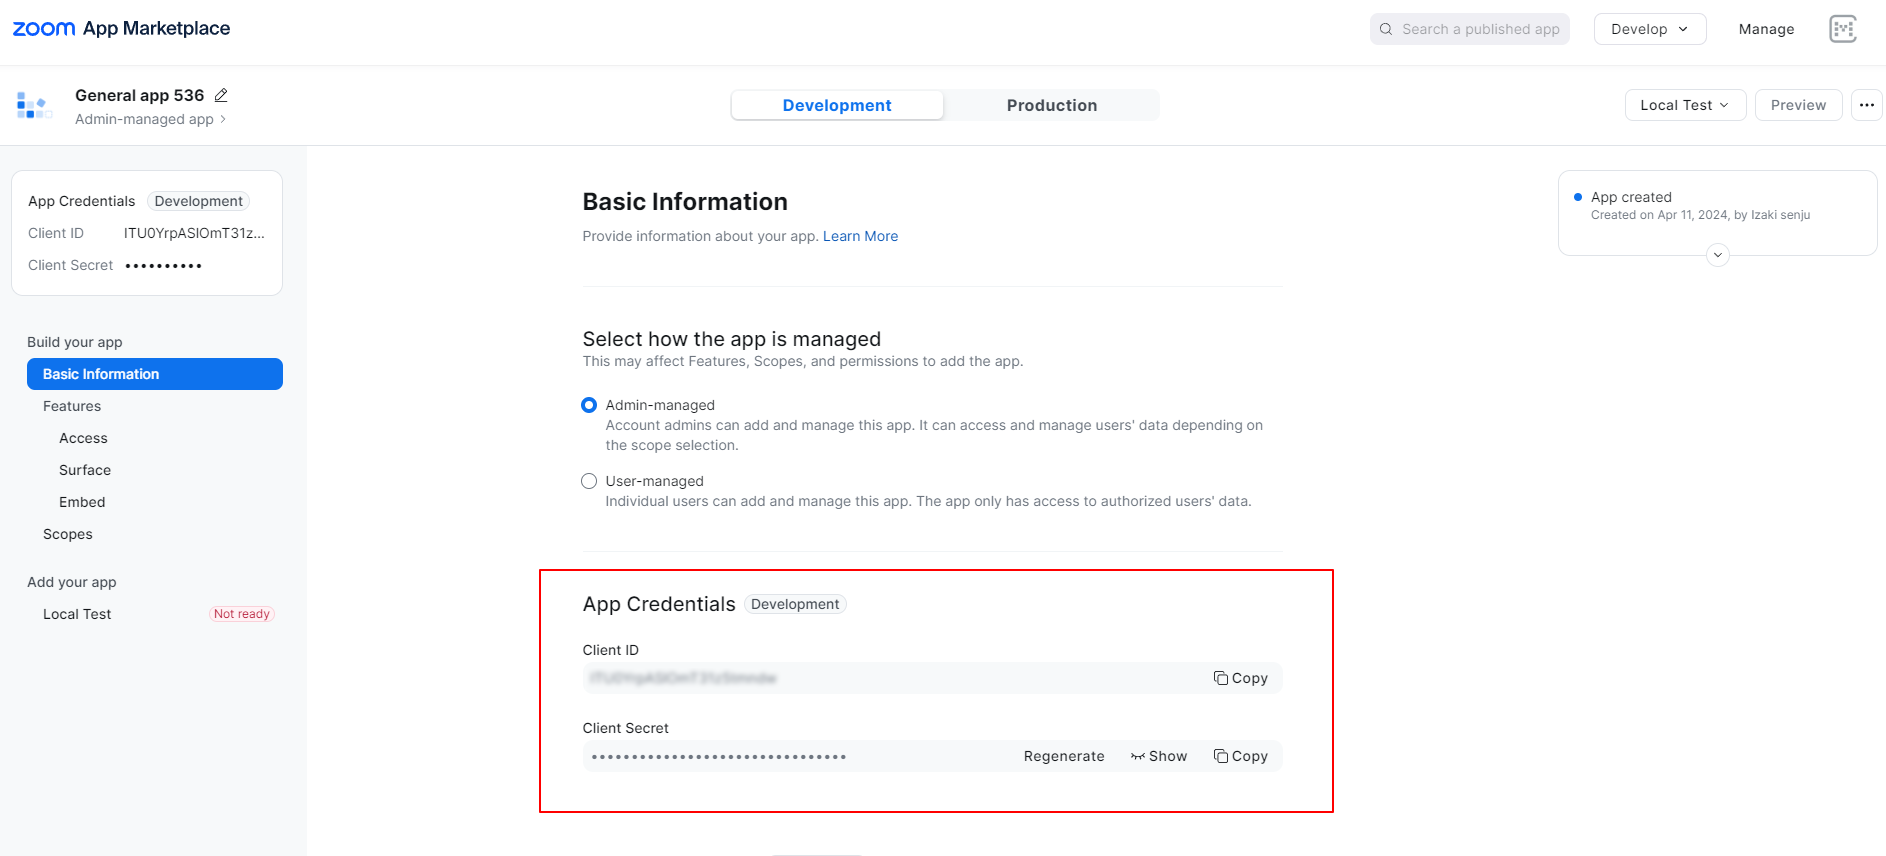 zoom App Marketplace
Search a published app
Develop
Manage
General app 536
Admin-managed app >
Development
Production
Local Test
Preview
App Credentials Development
Client ID ITU0YrpASIOmT31z...
Client Secret ••••••••••
Build your app
Basic Information
Features
Access
Surface
Embed
Scopes
Add your app
Local Test Not ready
Basic Information
Provide information about your app. Learn More
Select how the app is managed
This may affect Features, Scopes, and permissions to add the app.
Admin-managed
Account admins can add and manage this app. It can access and manage users' data depending on
the scope selection.
User-managed
Individual users can add and manage this app. The app only has access to authorized users' data.
App Credentials Development
Client ID
Copy
Client Secret
Regenerate Show Copy
App created
Created on Apr 11, 2024, by Izaki senju